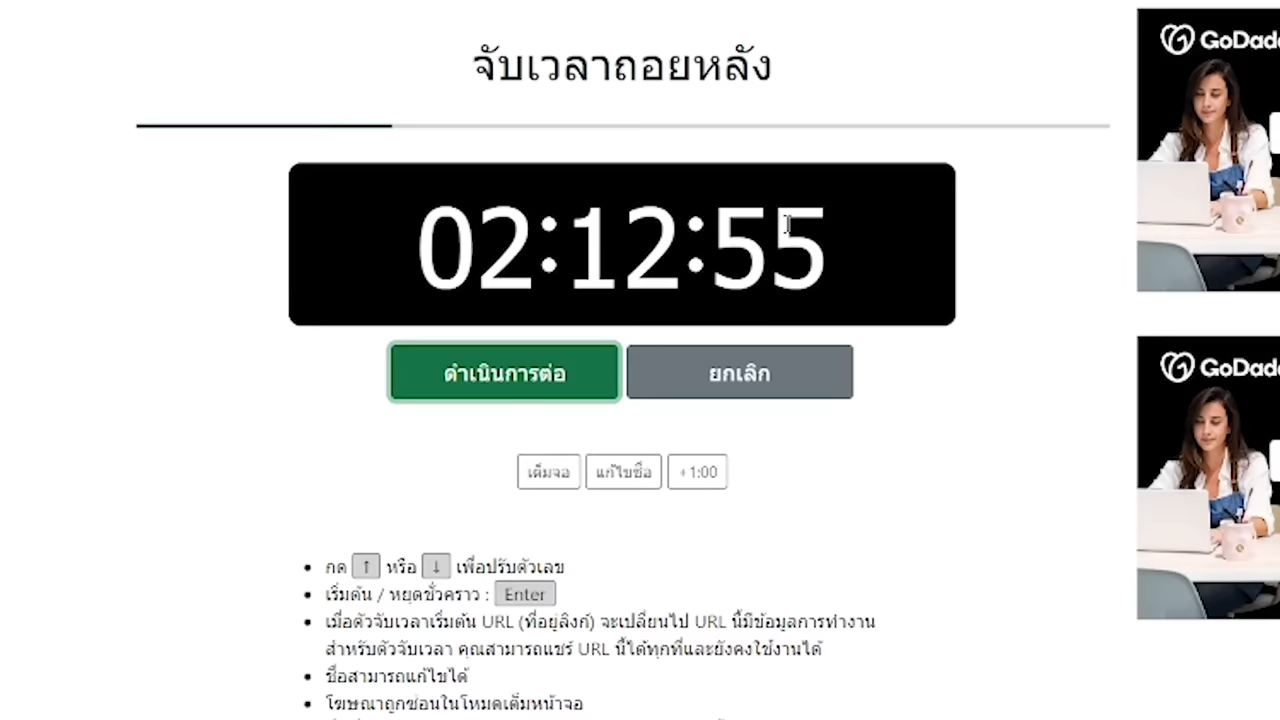 จับเวลาถอยหลัง
02:12:55
ดำเนินการต่อ
ยกเลิก
เต็มจอ
แก้ไขชื่อ
+1:00
กด ↑ หรือ ↓ เพื่อปรับตัวเลข
เริ่มต้น / หยุดชั่วคราว : Enter
เมื่อตัวจับเวลาเริ่มต้น URL (ที่อยู่ลิงก์) จะเปลี่ยนไป URL นี้มีข้อมูลการทำงาน
สำหรับตัวจับเวลา คุณสามารถแชร์ URL นี้ได้ทุกที่และยังคงใช้งานได้
ชื่อสามารถแก้ไขได้
โฆษณาถูกซ่อนในโหมดเต็มหน้าจอ